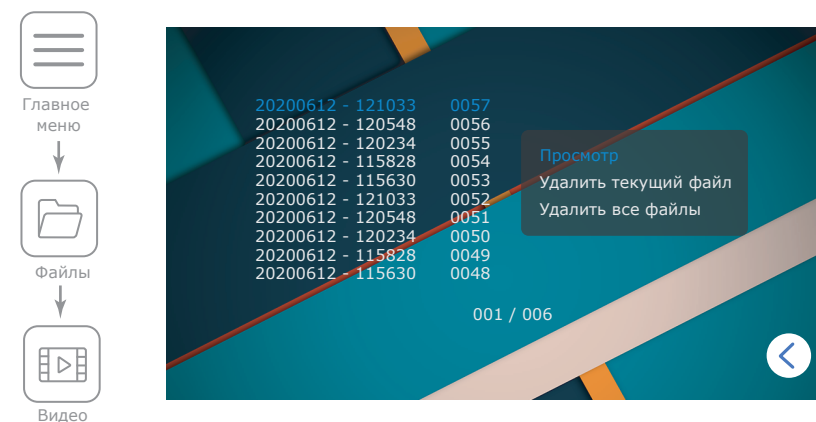 Главное
меню
Файлы
Видео
20200612 - 121033 0057
20200612 - 120548 0056
20200612 - 120234 0055
20200612 - 115828 0054
20200612 - 115630 0053
20200612 - 121033 0052
20200612 - 120548 0051
20200612 - 120234 0050
20200612 - 115828 0049
20200612 - 115630 0048
Просмотр
Удалить текущий файл
Удалить все файлы
001 / 006